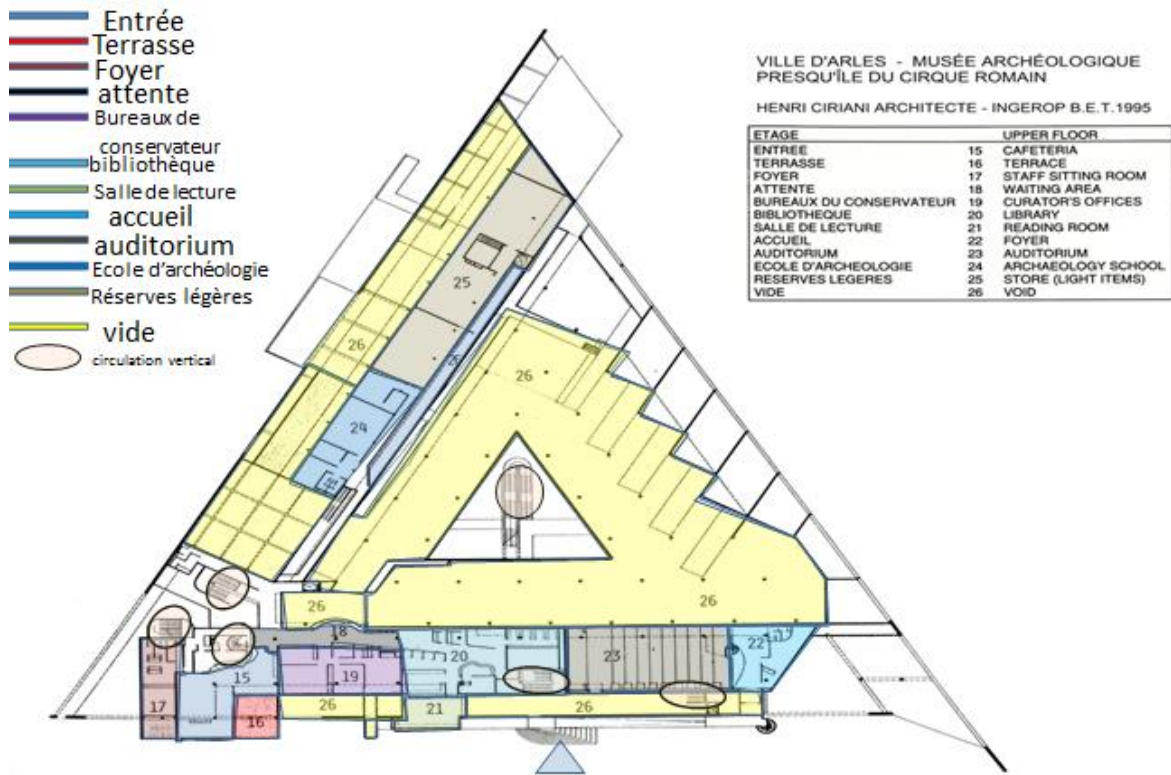 Entrée
Terrasse
Foyer
attente
Bureaux de
conservateur
bibliothèque
Salle de lecture
accueil
auditorium
Ecole d'archéologie
Réserves légères
vide
circulation vertical
VILLE D'ARLES - MUSÉE ARCHÉOLOGIQUE
PRESQU'ÎLE DU CIRQUE ROMAIN
HENRI CIRIANI ARCHITECTE - INGEROP B.E.T.1995
ETAGE UPPER FLOOR
ENTREE 15 CAFETERIA
TERRASSE 16 TERRACE
FOYER 17 STAFF SITTING ROOM
ATTENTE 18 WAITING AREA
BUREAUX DU CONSERVATEUR 19 CURATOR'S OFFICES
BIBLIOTHEQUE 20 LIBRARY
SALLE DE LECTURE 21 READING ROOM
ACCUEIL 22 FOYER
AUDITORIUM 23 AUDITORIUM
ECOLE D'ARCHEOLOGIE 24 ARCHAEOLOGY SCHOOL
RESERVES LEGERES 25 STORE (LIGHT ITEMS)
VIDE 26 VOID
25
26
26
26
24
26
26
18
20
23
22
15
19
17
16
26
21
26